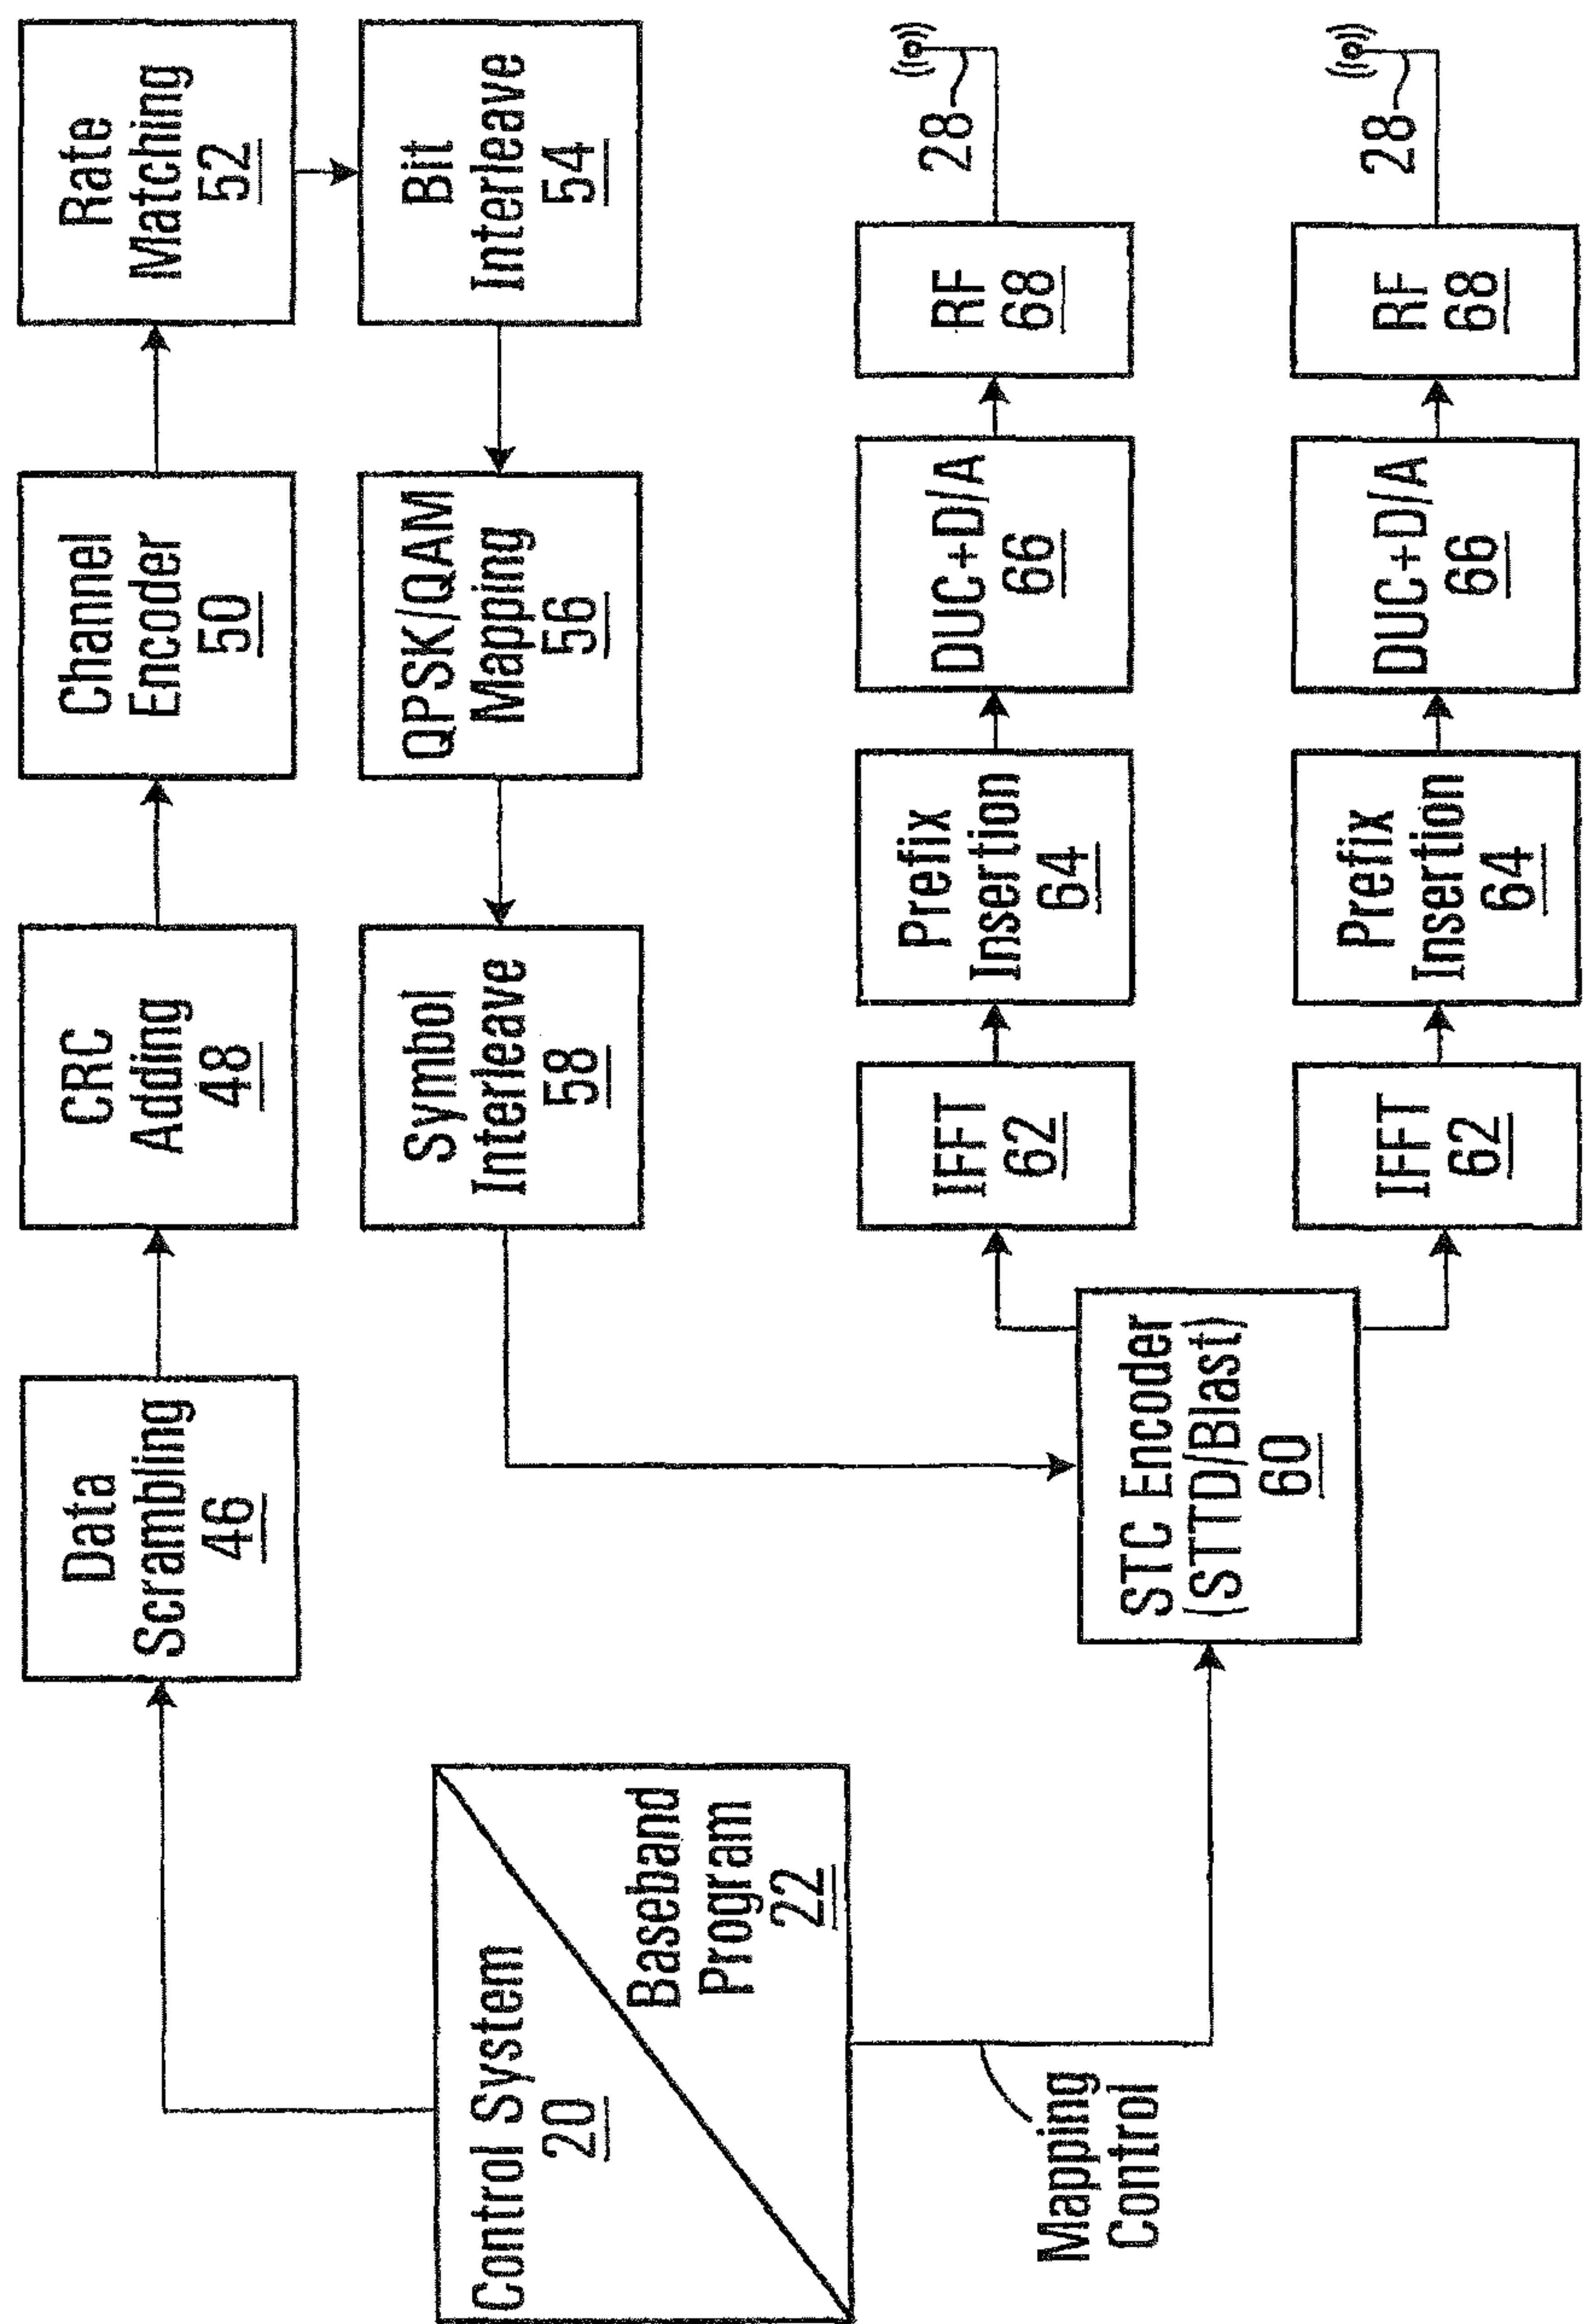 Data
Scrambling
46
CRC
Adding
48
Channel
Encoder
50
Rate
Matching
52
Symbol
Interleave
58
QPSK/QAM
Mapping
56
Bit
Interleave
54
Control System
20
Baseband
Program
22
Mapping
Control
STC Encoder
(STTD/Blast)
60
IFFT
62
Prefix
Insertion
64
DUC+D/A
66
RF
68
28
IFFT
62
Prefix
Insertion
64
DUC+D/A
66
RF
68
28